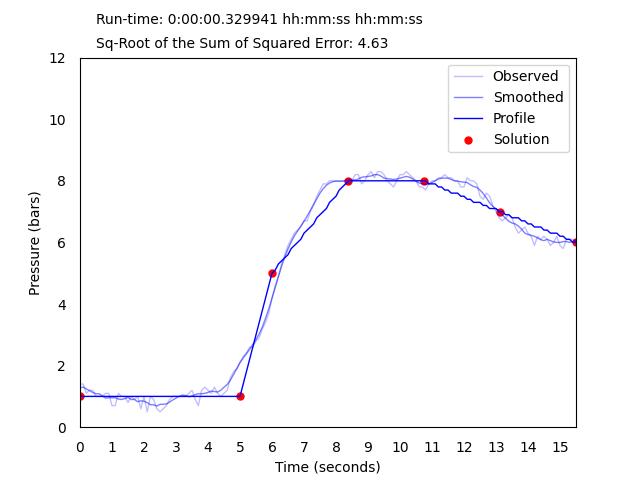 Run-time: 0:00:00.329941 hh:mm:ss hh:mm:ss
Sq-Root of the Sum of Squared Error: 4.63
Observed
Smoothed
Profile
Solution
12
10
8
6
4
2
0
Pressure (bars)
0 1 2 3 4 5 6 7 8 9 10 11 12 13 14 15
Time (seconds)